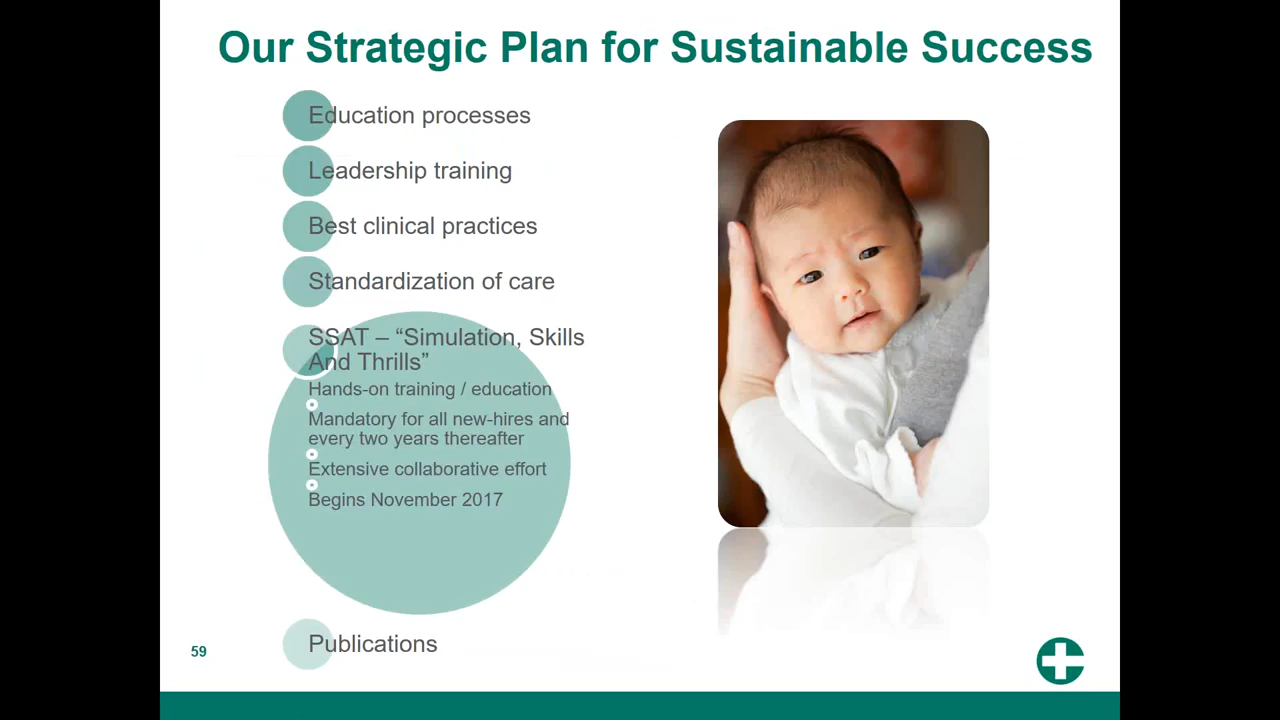 Our Strategic Plan for Sustainable Success
Education processes
Leadership training
Best clinical practices
Standardization of care
SSAT – “Simulation, Skills
And Thrills”
Hands-on training / education
Mandatory for all new-hires and
every two years thereafter
Extensive collaborative effort
Begins November 2017
Publications
59